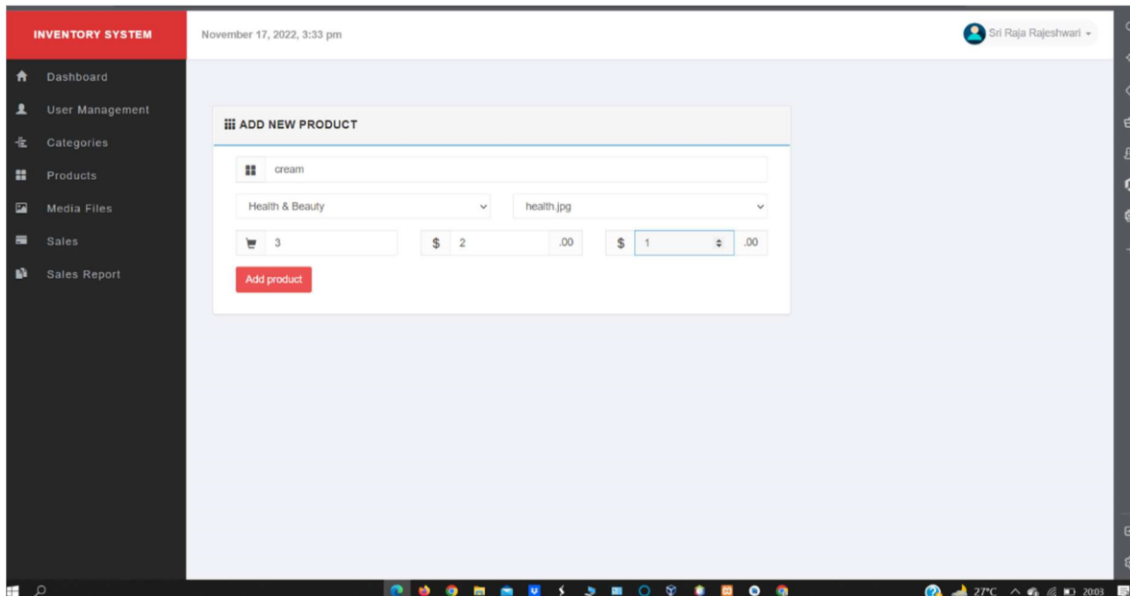 INVENTORY SYSTEM
November 17, 2022, 3:33 pm
Sri Raja Rajeshwari
Dashboard
User Management
Categories
Products
Media Files
Sales
Sales Report
ADD NEW PRODUCT
cream
Health & Beauty
health.jpg
3
$ 2 .00
$ 1 .00
Add product
27°C
20:03